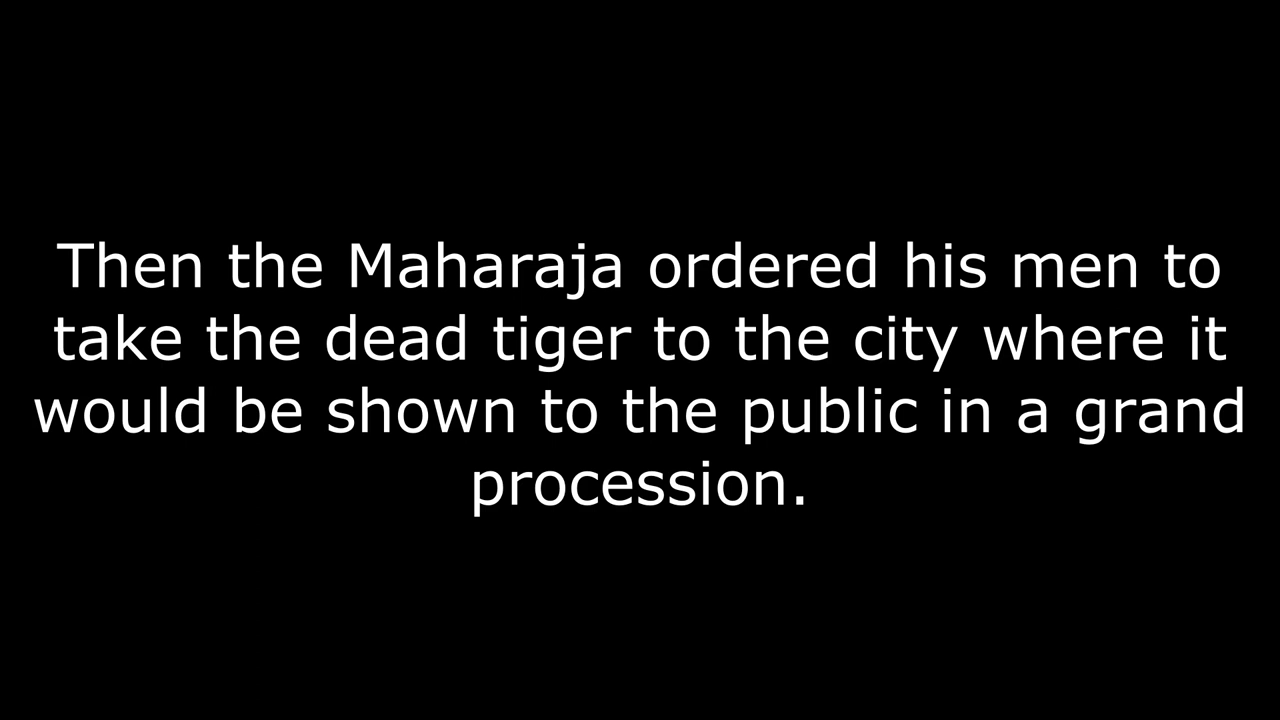 Then the Maharaja ordered his men to
take the dead tiger to the city where it
would be shown to the public in a grand
procession.